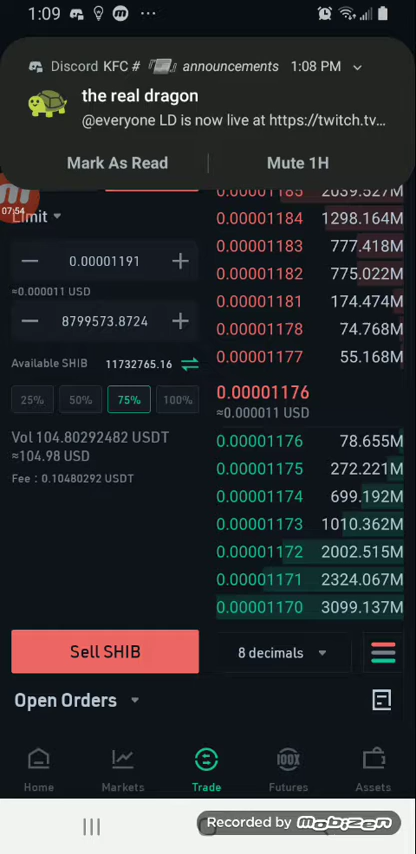 1:09
Discord KFC # announcements 1:08 PM
the real dragon
@everyone LD is now live at https://twitch.tv…
Mark As Read Mute 1H
07:54
Limit
0.00001185 2039.527M
0.00001184 1298.164M
— 0.00001191 +
0.00001183 777.418M
≈0.000011 USD
0.00001182 775.022M
— 8799573.8724 +
0.00001181 174.474M
0.00001178 74.768M
Available SHIB 11732765.16
0.00001177 55.168M
25% 50% 75% 100%
0.00001176
≈0.000011 USD
Vol 104.80292482 USDT
≈104.98 USD
Fee : 0.10480292 USDT
0.00001176 78.655M
0.00001175 272.221M
0.00001174 699.192M
0.00001173 1010.362M
0.00001172 2002.515M
0.00001171 2324.067M
0.00001170 3099.137M
Sell SHIB
8 decimals
Open Orders
100X
Home Markets Trade Futures Assets
Recorded by mobizen